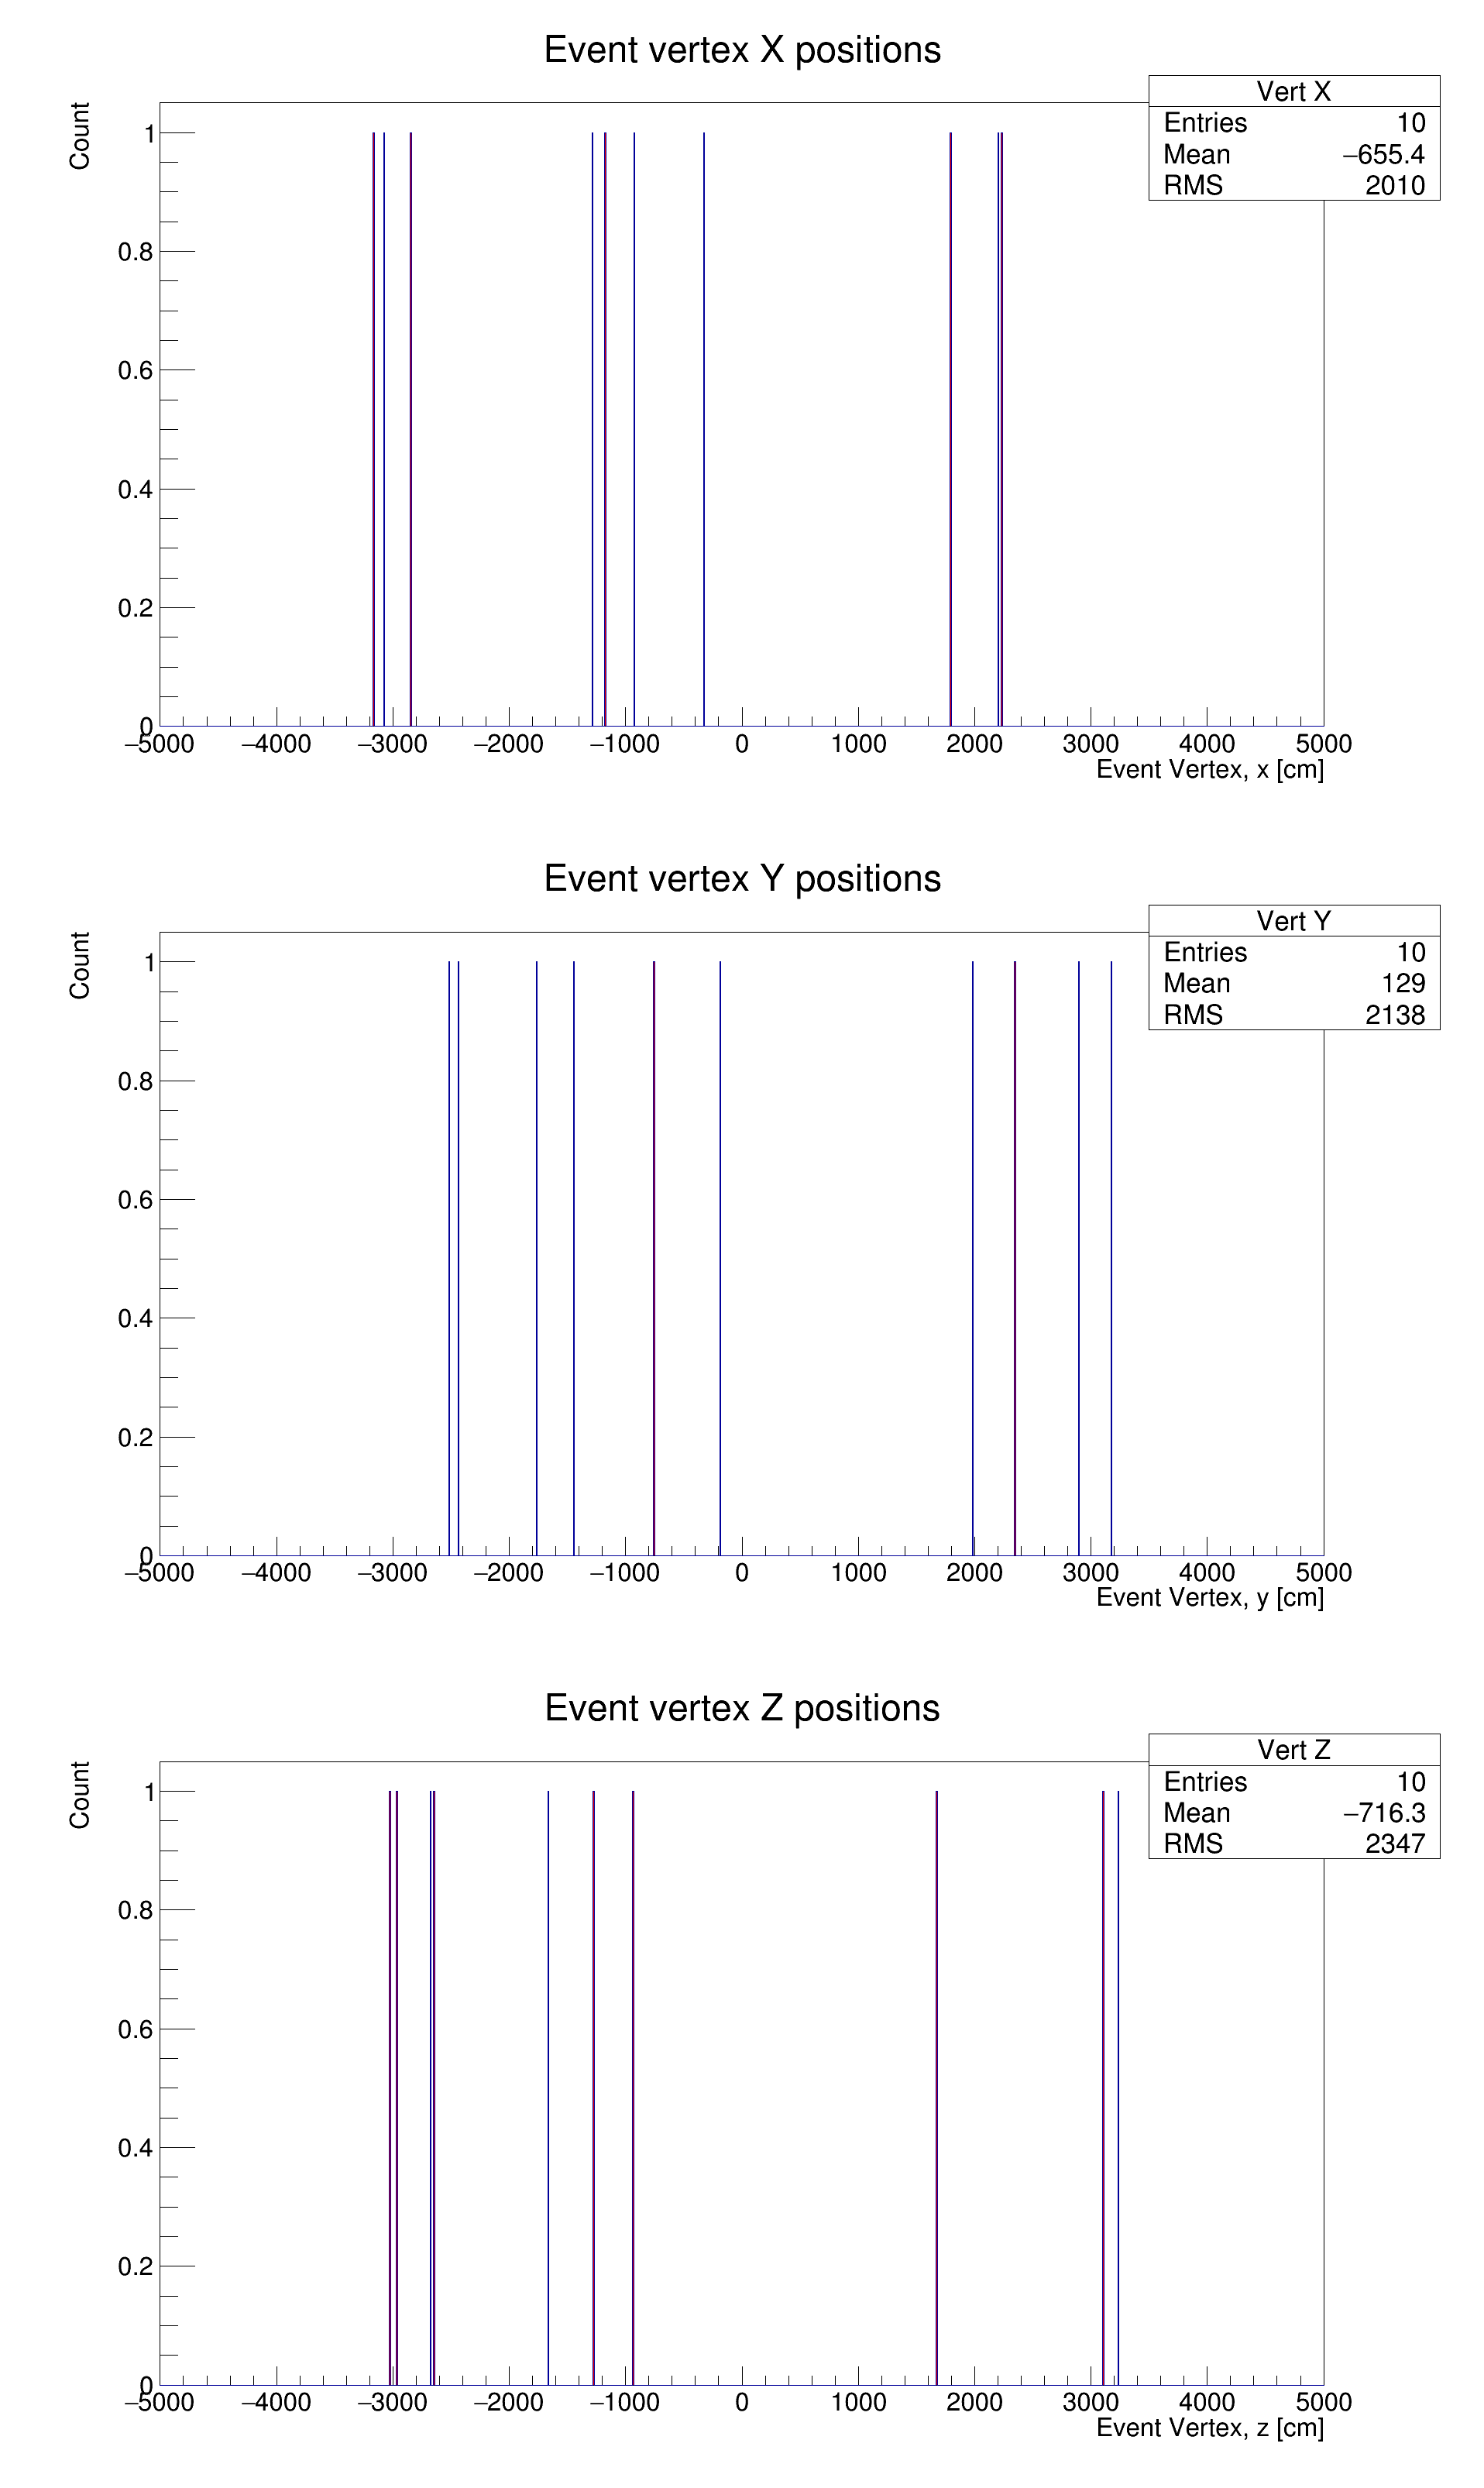 Event vertex X positions
Count
Vert X
Entries 10
Mean −655.4
RMS 2010
1
0.8
0.6
0.4
0.2
0
−5000 −4000 −3000 −2000 −1000 0 1000 2000 3000 4000 5000
Event Vertex, x [cm]
Event vertex Y positions
Count
Vert Y
Entries 10
Mean 129
RMS 2138
1
0.8
0.6
0.4
0.2
0
−5000 −4000 −3000 −2000 −1000 0 1000 2000 3000 4000 5000
Event Vertex, y [cm]
Event vertex Z positions
Count
Vert Z
Entries 10
Mean −716.3
RMS 2347
1
0.8
0.6
0.4
0.2
0
−5000 −4000 −3000 −2000 −1000 0 1000 2000 3000 4000 5000
Event Vertex, z [cm]